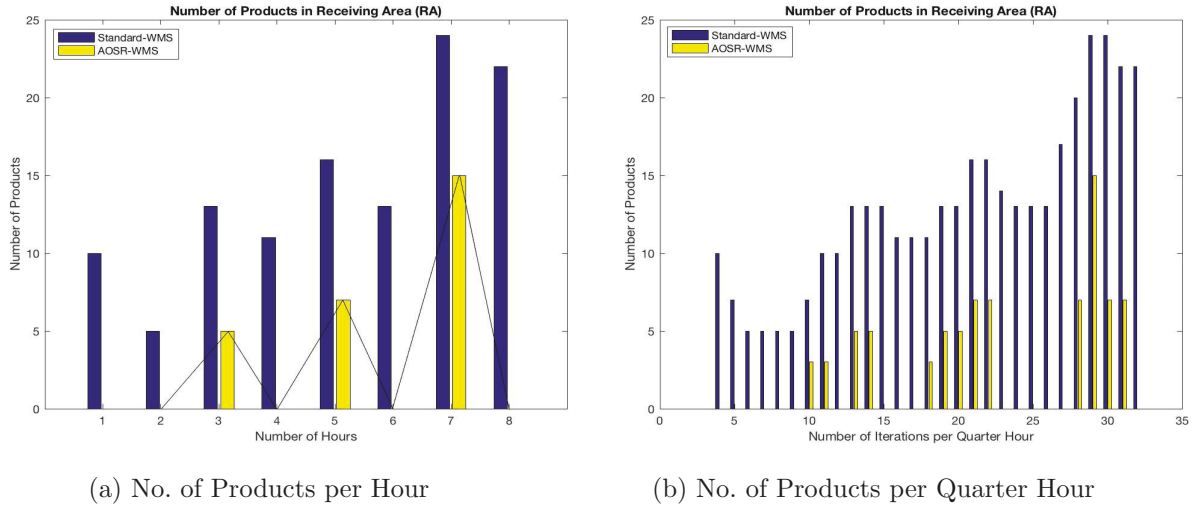 Number of Products in Receiving Area (RA)
25
20
15
10
5
0
Number of Products
Standard-WMS
AOSR-WMS
1 2 3 4 5 6 7 8
Number of Hours
(a) No. of Products per Hour
Number of Products in Receiving Area (RA)
25
20
15
10
5
0
Number of Products
Standard-WMS
AOSR-WMS
0 5 10 15 20 25 30 35
Number of Iterations per Quarter Hour
(b) No. of Products per Quarter Hour